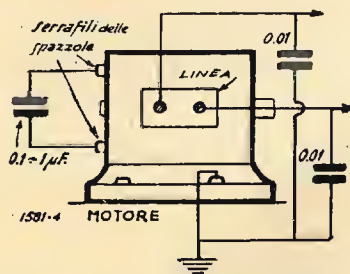 serrafili delle
spazzole
0.01
LINEA
0.01
0.1÷1µF.
1581-4
MOTORE